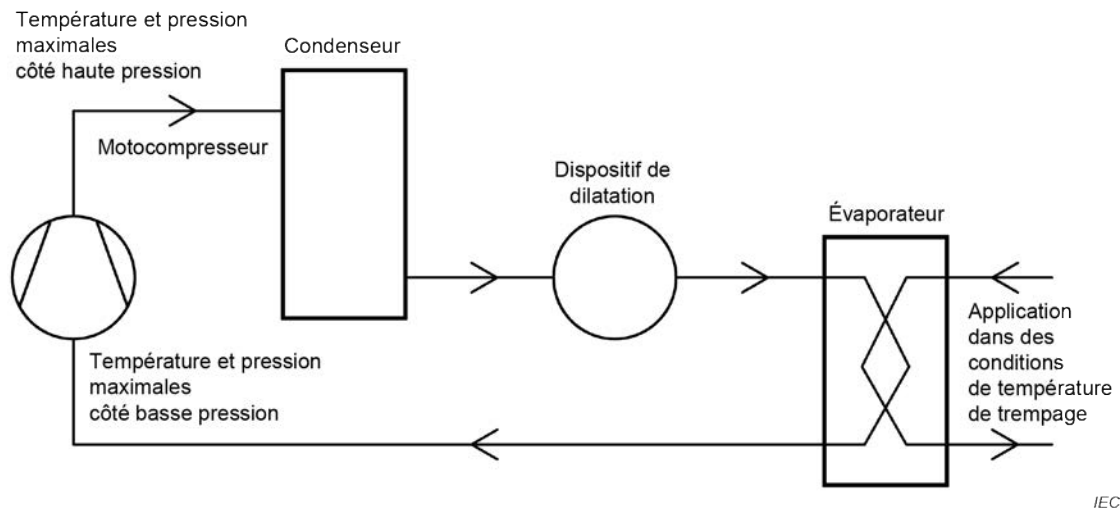 Température et pression
maximales
côté haute pression
Condenseur
Motocompresseur
Dispositif de
dilatation
Évaporateur
Application
dans des
conditions
de température
de trempage
Température et pression
maximales
côté basse pression
IEC